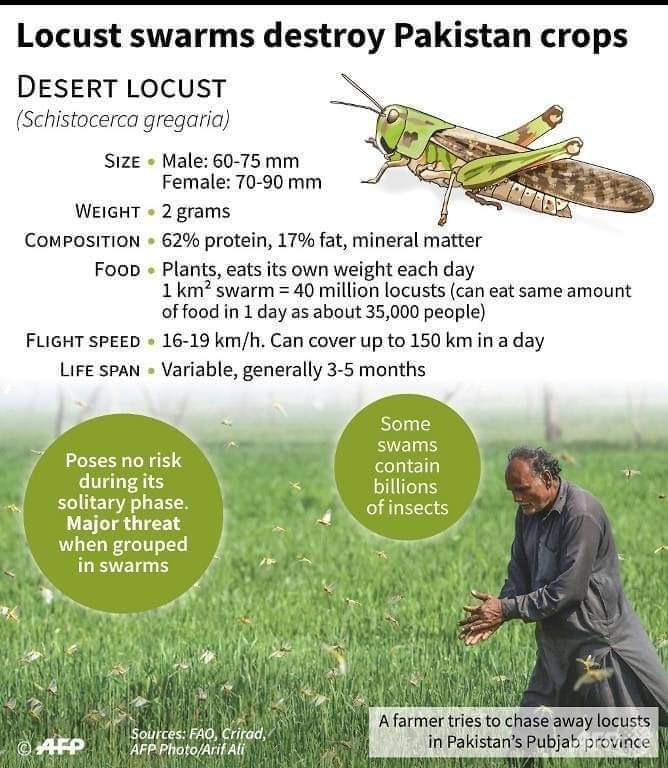 Locust swarms destroy Pakistan crops
DESERT LOCUST
(Schistocerca gregaria)
SIZE • Male: 60-75 mm
Female: 70-90 mm
WEIGHT • 2 grams
COMPOSITION • 62% protein, 17% fat, mineral matter
FOOD • Plants, eats its own weight each day
1 km² swarm = 40 million locusts (can eat same amount
of food in 1 day as about 35,000 people)
FLIGHT SPEED • 16-19 km/h. Can cover up to 150 km in a day
LIFE SPAN • Variable, generally 3-5 months
Poses no risk
during its
solitary phase.
Major threat
when grouped
in swarms
Some
swams
contain
billions
of insects
A farmer tries to chase away locusts
in Pakistan's Pubjab province
© AFP
Sources: FAO, Crirad,
AFP Photo/Arif Ali